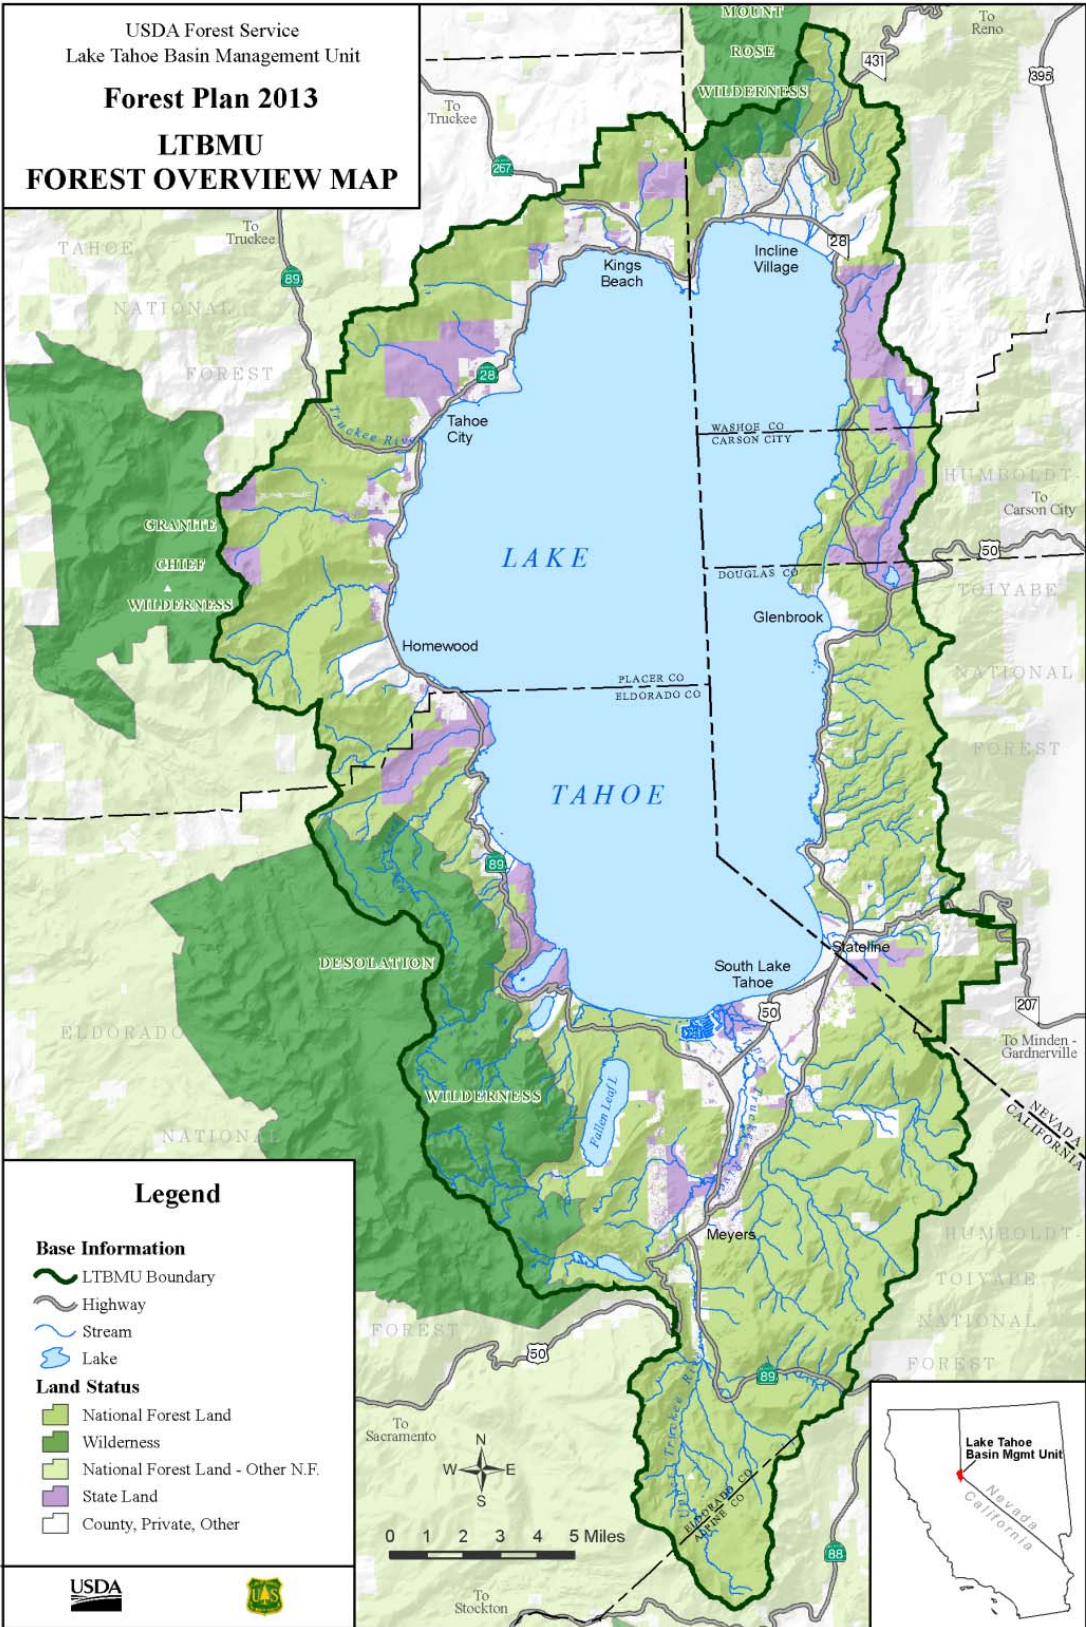 USDA Forest Service
Lake Tahoe Basin Management Unit
Forest Plan 2013
LTBMU
FOREST OVERVIEW MAP
MOUNT
ROSE
WILDERNESS
To
Reno
431
395
To
Truckee
267
To
Truckee
89
TAHOE
NATIONAL
FOREST
Kings
Beach
Incline
Village
28
28
Tahoe
City
Truckee River
WASHOE CO
CARSON CITY
HUMBOLDT-
To
Carson City
50
GRANITE
CHIEF
WILDERNESS
LAKE
DOUGLAS CO
TOIYABE
Glenbrook
Homewood
PLACER CO
ELDORADO CO
NATIONAL
FOREST
TAHOE
89
DESOLATION
WILDERNESS
Stateline
South Lake
Tahoe
50
207
To Minden -
Gardnerville
ELDORADO
NATIONAL
FOREST
Fallen Leaf L
Upper Truckee River
NEVADA
CALIFORNIA
Meyers
HUMBOLDT-
TOIYABE
NATIONAL
FOREST
Legend
Base Information
LTBMU Boundary
Highway
Stream
Lake
Land Status
National Forest Land
Wilderness
National Forest Land - Other N.F.
State Land
County, Private, Other
USDA
U S
50
89
To
Sacramento
N
W E
S
Upper Truckee River
0 1 2 3 4 5 Miles
ELDORADO CO
ALPINE CO
88
To
Stockton
Lake Tahoe
Basin Mgmt Unit
Nevada
California